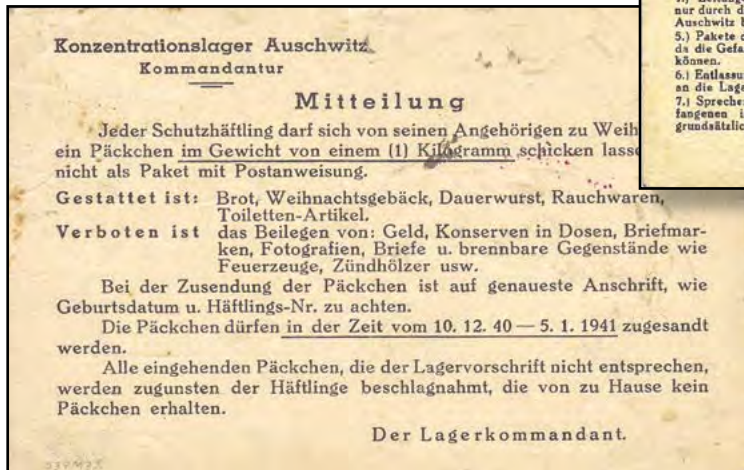 nur durch d
Auschwitz b
5.) Pakete d
da die Gefa
können.
6.) Entlassu
an die Lage
7.) Spreche
fangenen i
grundsätzlic
Konzentrationslager Auschwitz
Kommandantur
Mitteilung
Jeder Schutzhäftling darf sich von seinen Angehörigen zu Weih
ein Päckchen im Gewicht von einem (1) Kilogramm schicken lasse
nicht als Paket mit Postanweisung.
Gestattet ist: Brot, Weihnachtsgebäck, Dauerwurst, Rauchwaren,
Toiletten-Artikel.
Verboten ist das Beilegen von: Geld, Konserven in Dosen, Briefmar-
ken, Fotografien, Briefe u. brennbare Gegenstände wie
Feuerzeuge, Zündhölzer usw.
Bei der Zusendung der Päckchen ist auf genaueste Anschrift, wie
Geburtsdatum u. Häftlings-Nr. zu achten.
Die Päckchen dürfen in der Zeit vom 10. 12. 40 — 5. 1. 1941 zugesandt
werden.
Alle eingehenden Päckchen, die der Lagervorschrift nicht entsprechen,
werden zugunsten der Häftlinge beschlagnahmt, die von zu Hause kein
Päckchen erhalten.
Der Lagerkommandant.